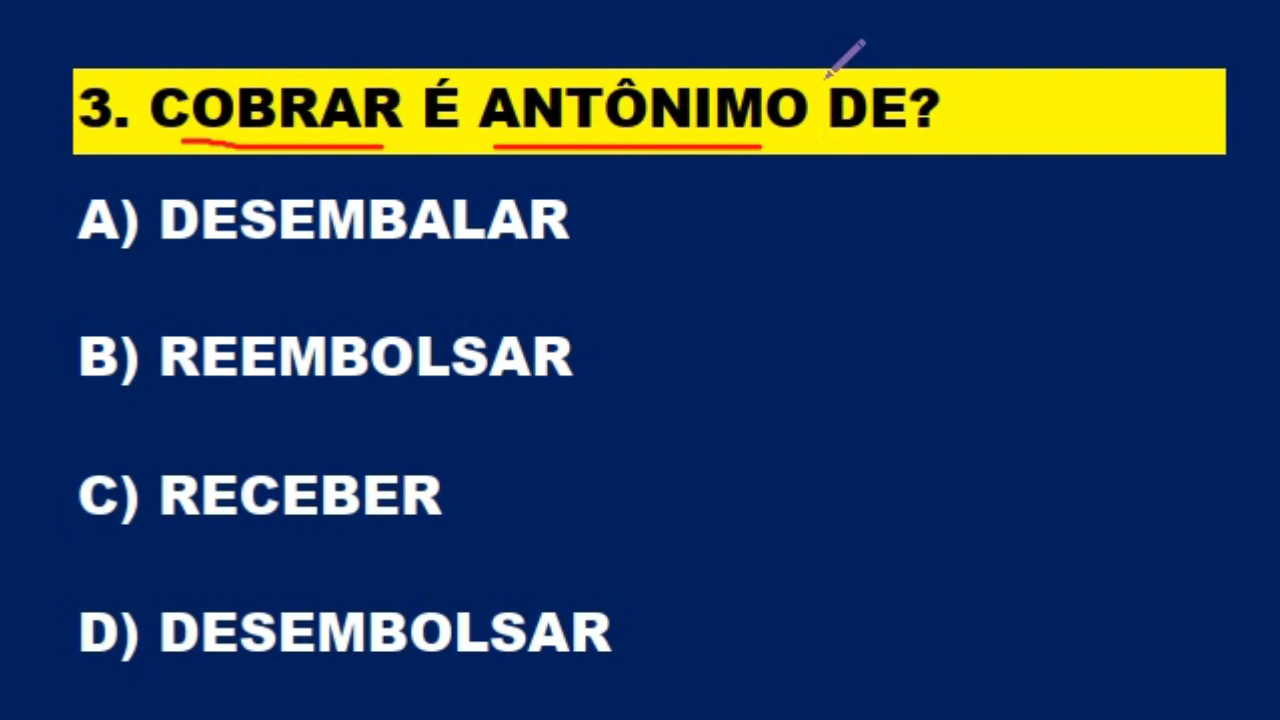 3. COBRAR É ANTÔNIMO DE?
A) DESEMBALAR
B) REEMBOLSAR
C) RECEBER
D) DESEMBOLSAR